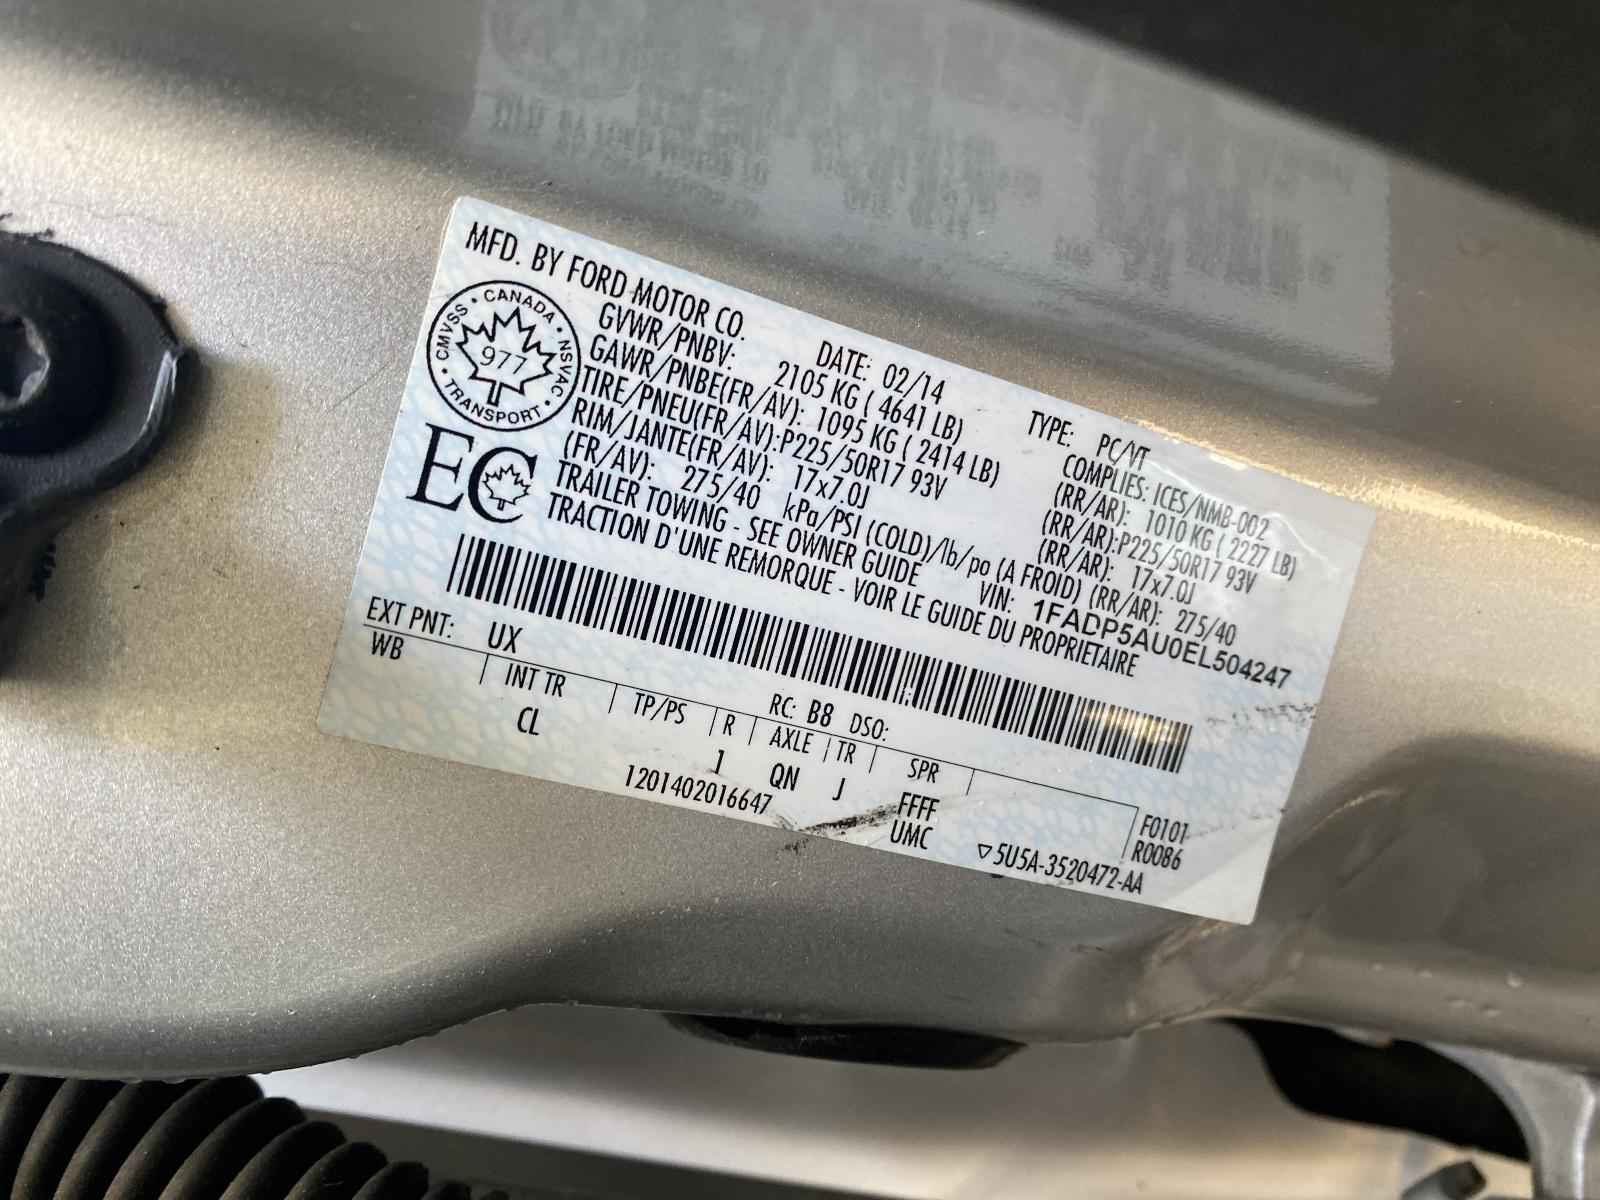 MFD. BY FORD MOTOR CO.
DATE: 02/14 TYPE: PC/VT
GVWR/PNBV: 2105 KG ( 4641 LB) COMPLIES: ICES/NMB-002
GAWR/PNBE(FR/AV): 1095 KG ( 2414 LB) (RR/AR): 1010 KG ( 2227 LB)
TIRE/PNEU(FR/AV):P225/50R17 93V (RR/AR):P225/50R17 93V
RIM/JANTE(FR/AV): 17x7.0J (RR/AR): 17x7.0J
(FR/AV): 275/40 kPa/PSI (COLD)/lb/po (A FROID) (RR/AR): 275/40
TRAILER TOWING - SEE OWNER GUIDE VIN: 1FADP5AU0EL504247
TRACTION D'UNE REMORQUE - VOIR LE GUIDE DU PROPRIETAIRE
CMVSS • CANADA • NSVAC • TRANSPORT •
977
EC
EXT PNT: UX RC: B8 DSO:
WB INT TR TP/PS R AXLE TR SPR
CL 1 QN J FFFF F0101
1201402016647 UMC R0086
▽5U5A-3520472-AA